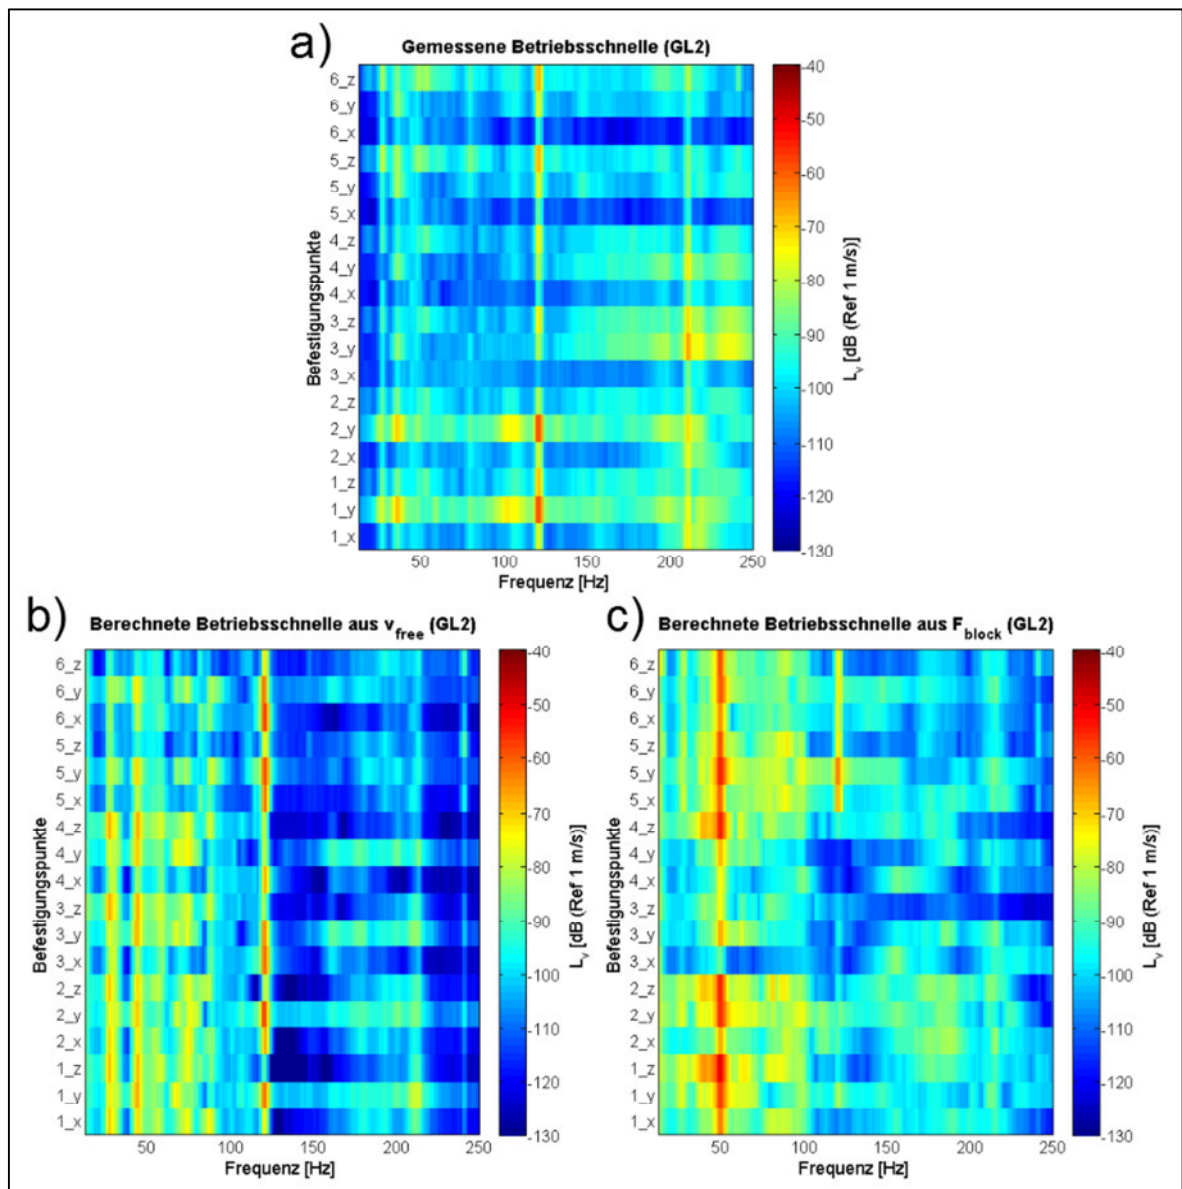 a)
Gemessene Betriebsschnelle (GL2)
6_z
6_y
6_x
5_z
5_y
5_x
4_z
4_y
4_x
3_z
3_y
3_x
2_z
2_y
2_x
1_z
1_y
1_x
Befestigungspunkte
50 100 150 200 250
Frequenz [Hz]
-40
-50
-60
-70
-80
-90
-100
-110
-120
-130
L_v [dB (Ref 1 m/s)]
b)
Berechnete Betriebsschnelle aus v_free (GL2)
6_z
6_y
6_x
5_z
5_y
5_x
4_z
4_y
4_x
3_z
3_y
3_x
2_z
2_y
2_x
1_z
1_y
1_x
Befestigungspunkte
50 100 150 200 250
Frequenz [Hz]
-40
-50
-60
-70
-80
-90
-100
-110
-120
-130
L_v [dB (Ref 1 m/s)]
c)
Berechnete Betriebsschnelle aus F_block (GL2)
6_z
6_y
6_x
5_z
5_y
5_x
4_z
4_y
4_x
3_z
3_y
3_x
2_z
2_y
2_x
1_z
1_y
1_x
Befestigungspunkte
50 100 150 200 250
Frequenz [Hz]
-40
-50
-60
-70
-80
-90
-100
-110
-120
-130
L_v [dB (Ref 1 m/s)]